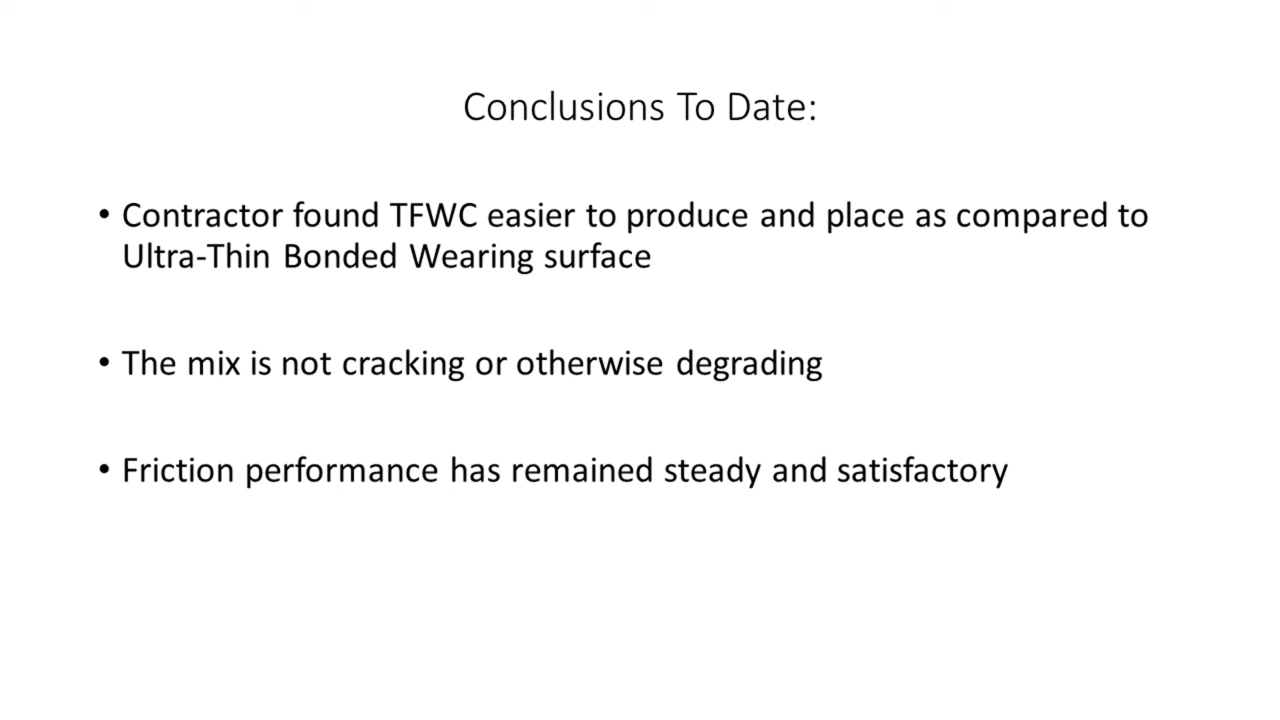 Conclusions To Date:
• Contractor found TFWC easier to produce and place as compared to
Ultra-Thin Bonded Wearing surface
• The mix is not cracking or otherwise degrading
• Friction performance has remained steady and satisfactory